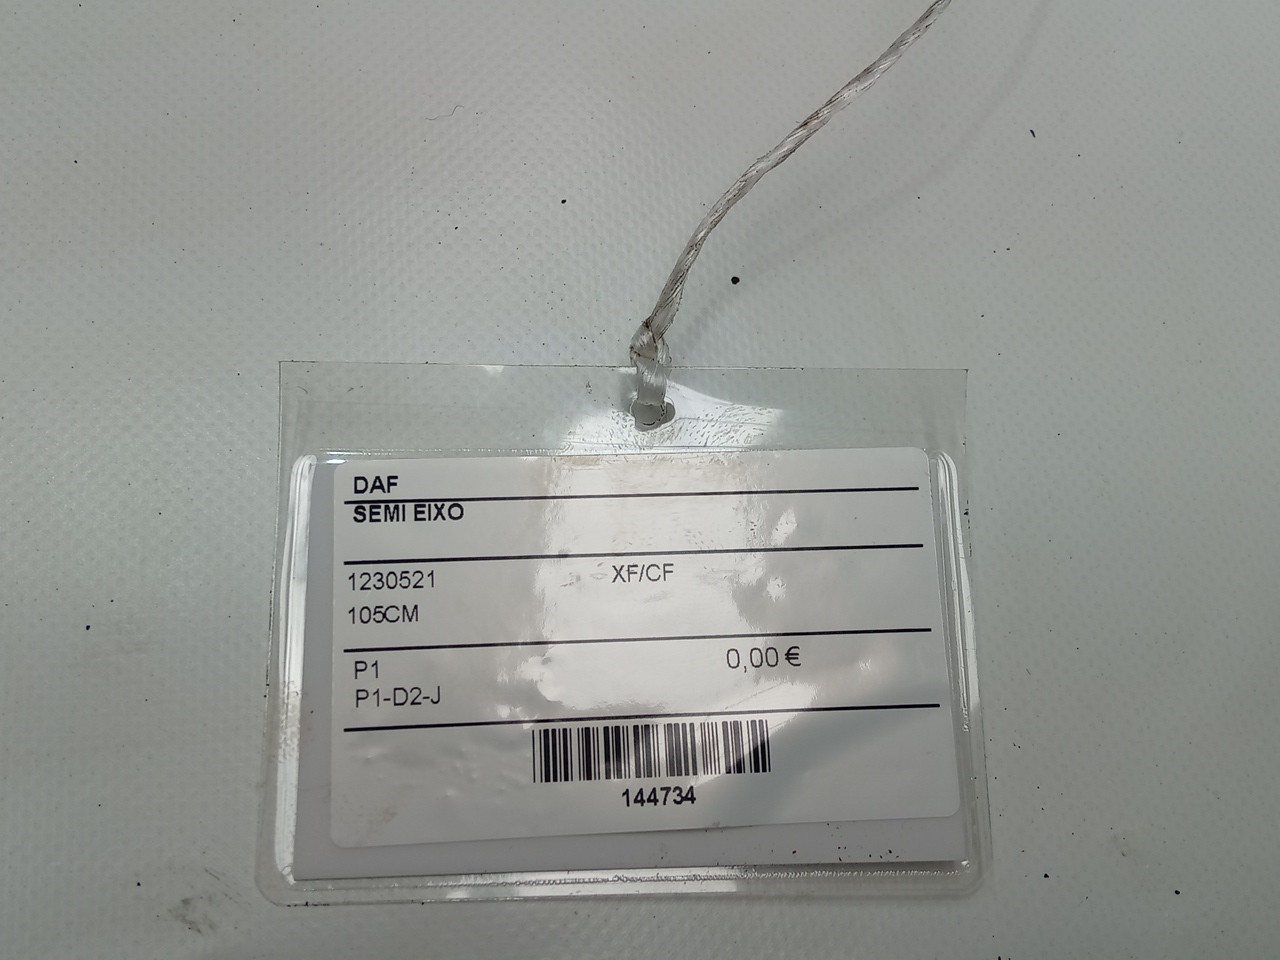 DAF
SEMI EIXO
1230521 XF/CF
105CM
P1 0,00 €
P1-D2-J
144734